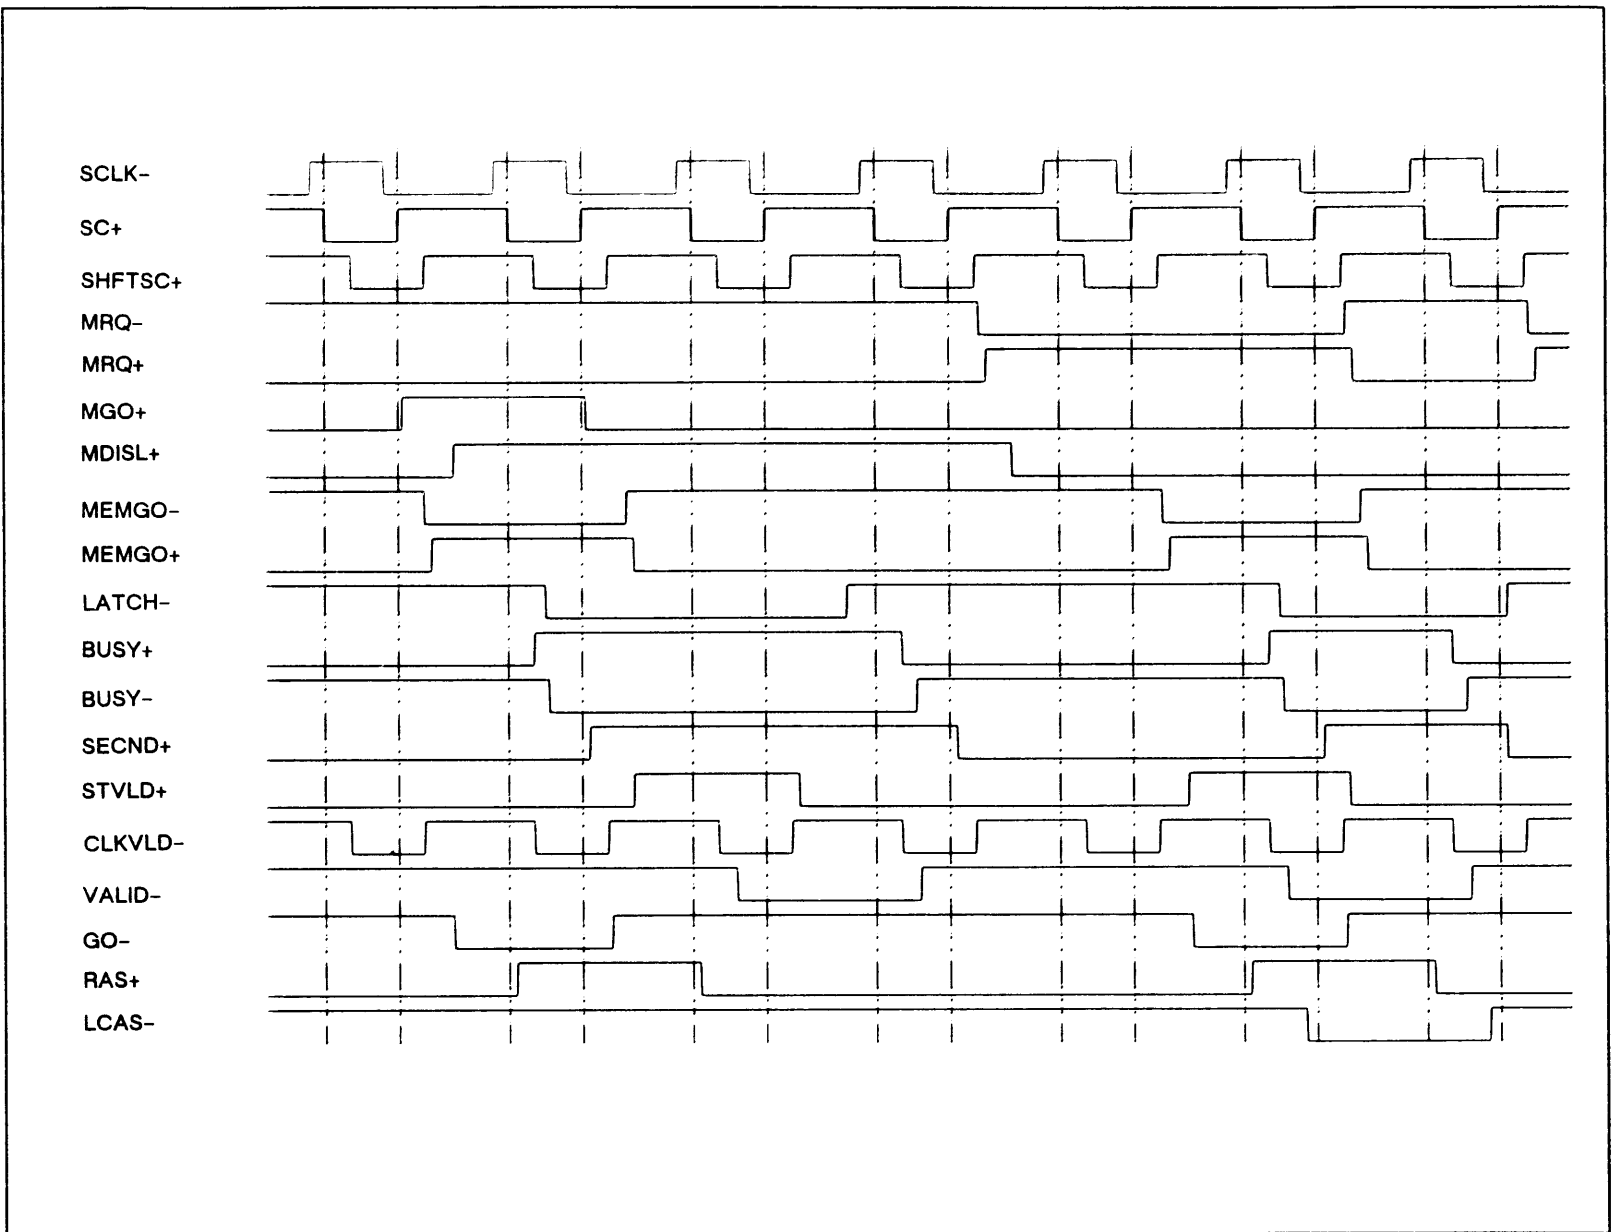 SCLK-
SC+
SHFTSC+
MRQ-
MRQ+
MGO+
MDISL+
MEMGO-
MEMGO+
LATCH-
BUSY+
BUSY-
SECND+
STVLD+
CLKVLD-
VALID-
GO-
RAS+
LCAS-